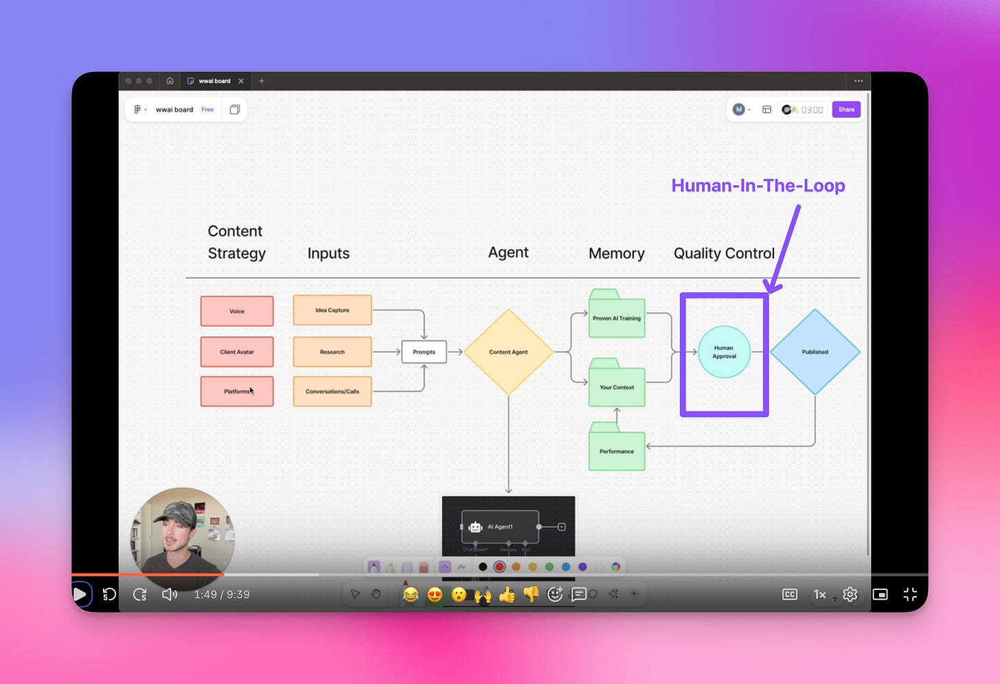 wwai board
wwai board
Free
M
03:00
Share
Human-In-The-Loop
Content
Strategy
Inputs
Agent
Memory
Quality Control
Voice
Idea Capture
Proven AI Training
Client Avatar
Research
Prompts
Content Agent
Human
Approval
Published
Platforms
Conversations/Calls
Your Context
Performance
AI Agent1
Chat Model*
Memory
Tool
5
5
1:49 / 9:39
CC
1x